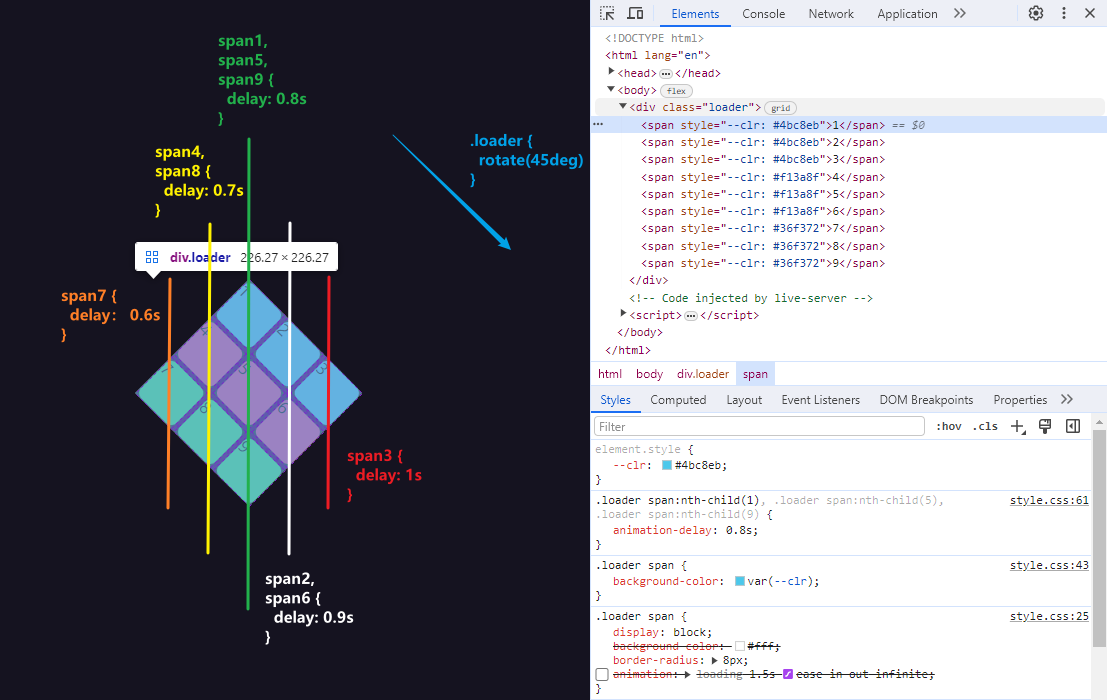 span1,
span5,
span9 {
delay: 0.8s
}
span4,
span8 {
delay: 0.7s
}
.loader {
rotate(45deg)
}
div.loader 226.27 × 226.27
span7 {
delay: 0.6s
}
1
2
3
4
5
6
7
8
9
span3 {
delay: 1s
}
span2,
span6 {
delay: 0.9s
}
Elements Console Network Application
<!DOCTYPE html>
<html lang="en">
<head> ••• </head>
<body> flex
<div class="loader"> grid
••• <span style="--clr: #4bc8eb">1</span> == $0
<span style="--clr: #4bc8eb">2</span>
<span style="--clr: #4bc8eb">3</span>
<span style="--clr: #f13a8f">4</span>
<span style="--clr: #f13a8f">5</span>
<span style="--clr: #f13a8f">6</span>
<span style="--clr: #36f372">7</span>
<span style="--clr: #36f372">8</span>
<span style="--clr: #36f372">9</span>
</div>
<!-- Code injected by live-server -->
<script> ••• </script>
</body>
</html>
html body div.loader span
Styles Computed Layout Event Listeners DOM Breakpoints Properties
Filter :hov .cls
element.style {
--clr: #4bc8eb;
}
.loader span:nth-child(1), .loader span:nth-child(5), style.css:61
.loader span:nth-child(9) {
animation-delay: 0.8s;
}
.loader span { style.css:43
background-color: var(--clr);
}
.loader span { style.css:25
display: block;
background-color: #fff;
border-radius: 8px;
animation: loading 1.5s ease-in-out infinite;
}